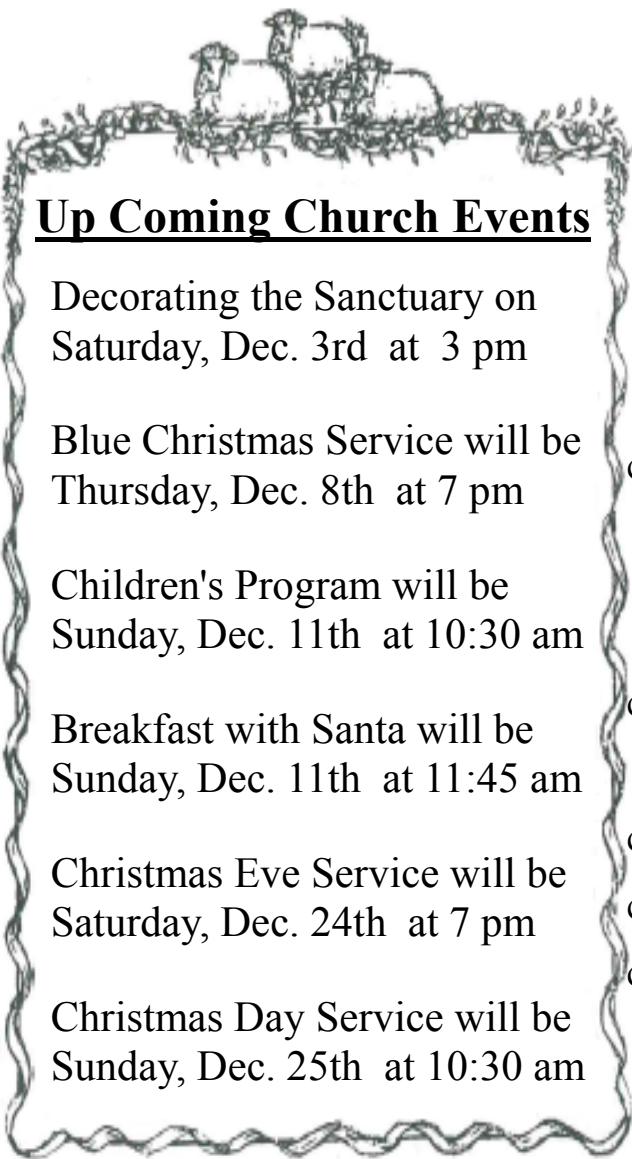 Up Coming Church Events
Decorating the Sanctuary on
Saturday, Dec. 3rd at 3 pm
Blue Christmas Service will be
Thursday, Dec. 8th at 7 pm
Children's Program will be
Sunday, Dec. 11th at 10:30 am
Breakfast with Santa will be
Sunday, Dec. 11th at 11:45 am
Christmas Eve Service will be
Saturday, Dec. 24th at 7 pm
Christmas Day Service will be
Sunday, Dec. 25th at 10:30 am